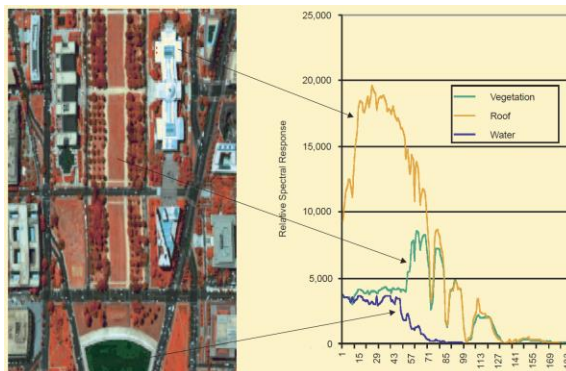 25,000
20,000
15,000
10,000
5,000
0
Relative Spectral Response
Vegetation
Roof
Water
1 15 29 43 57 71 85 99 113 127 141 155 169